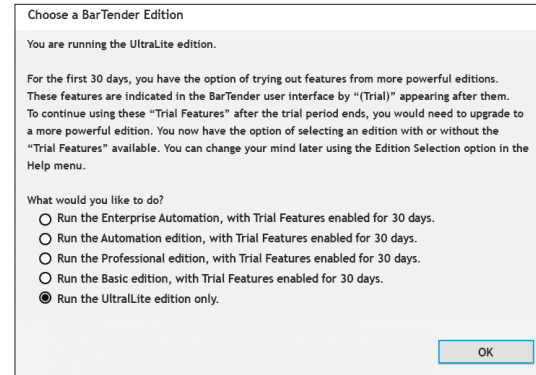 Choose a BarTender Edition
You are running the UltraLite edition.
For the first 30 days, you have the option of trying out features from more powerful editions.
These features are indicated in the BarTender user interface by “(Trial)” appearing after them.
To continue using these “Trial Features” after the trial period ends, you would need to upgrade to
a more powerful edition. You now have the option of selecting an edition with or without the
“Trial Features” available. You can change your mind later using the Edition Selection option in the
Help menu.
What would you like to do?
Run the Enterprise Automation, with Trial Features enabled for 30 days.
Run the Automation edition, with Trial Features enabled for 30 days.
Run the Professional edition, with Trial Features enabled for 30 days.
Run the Basic edition, with Trial Features enabled for 30 days.
Run the UltralLite edition only.
OK